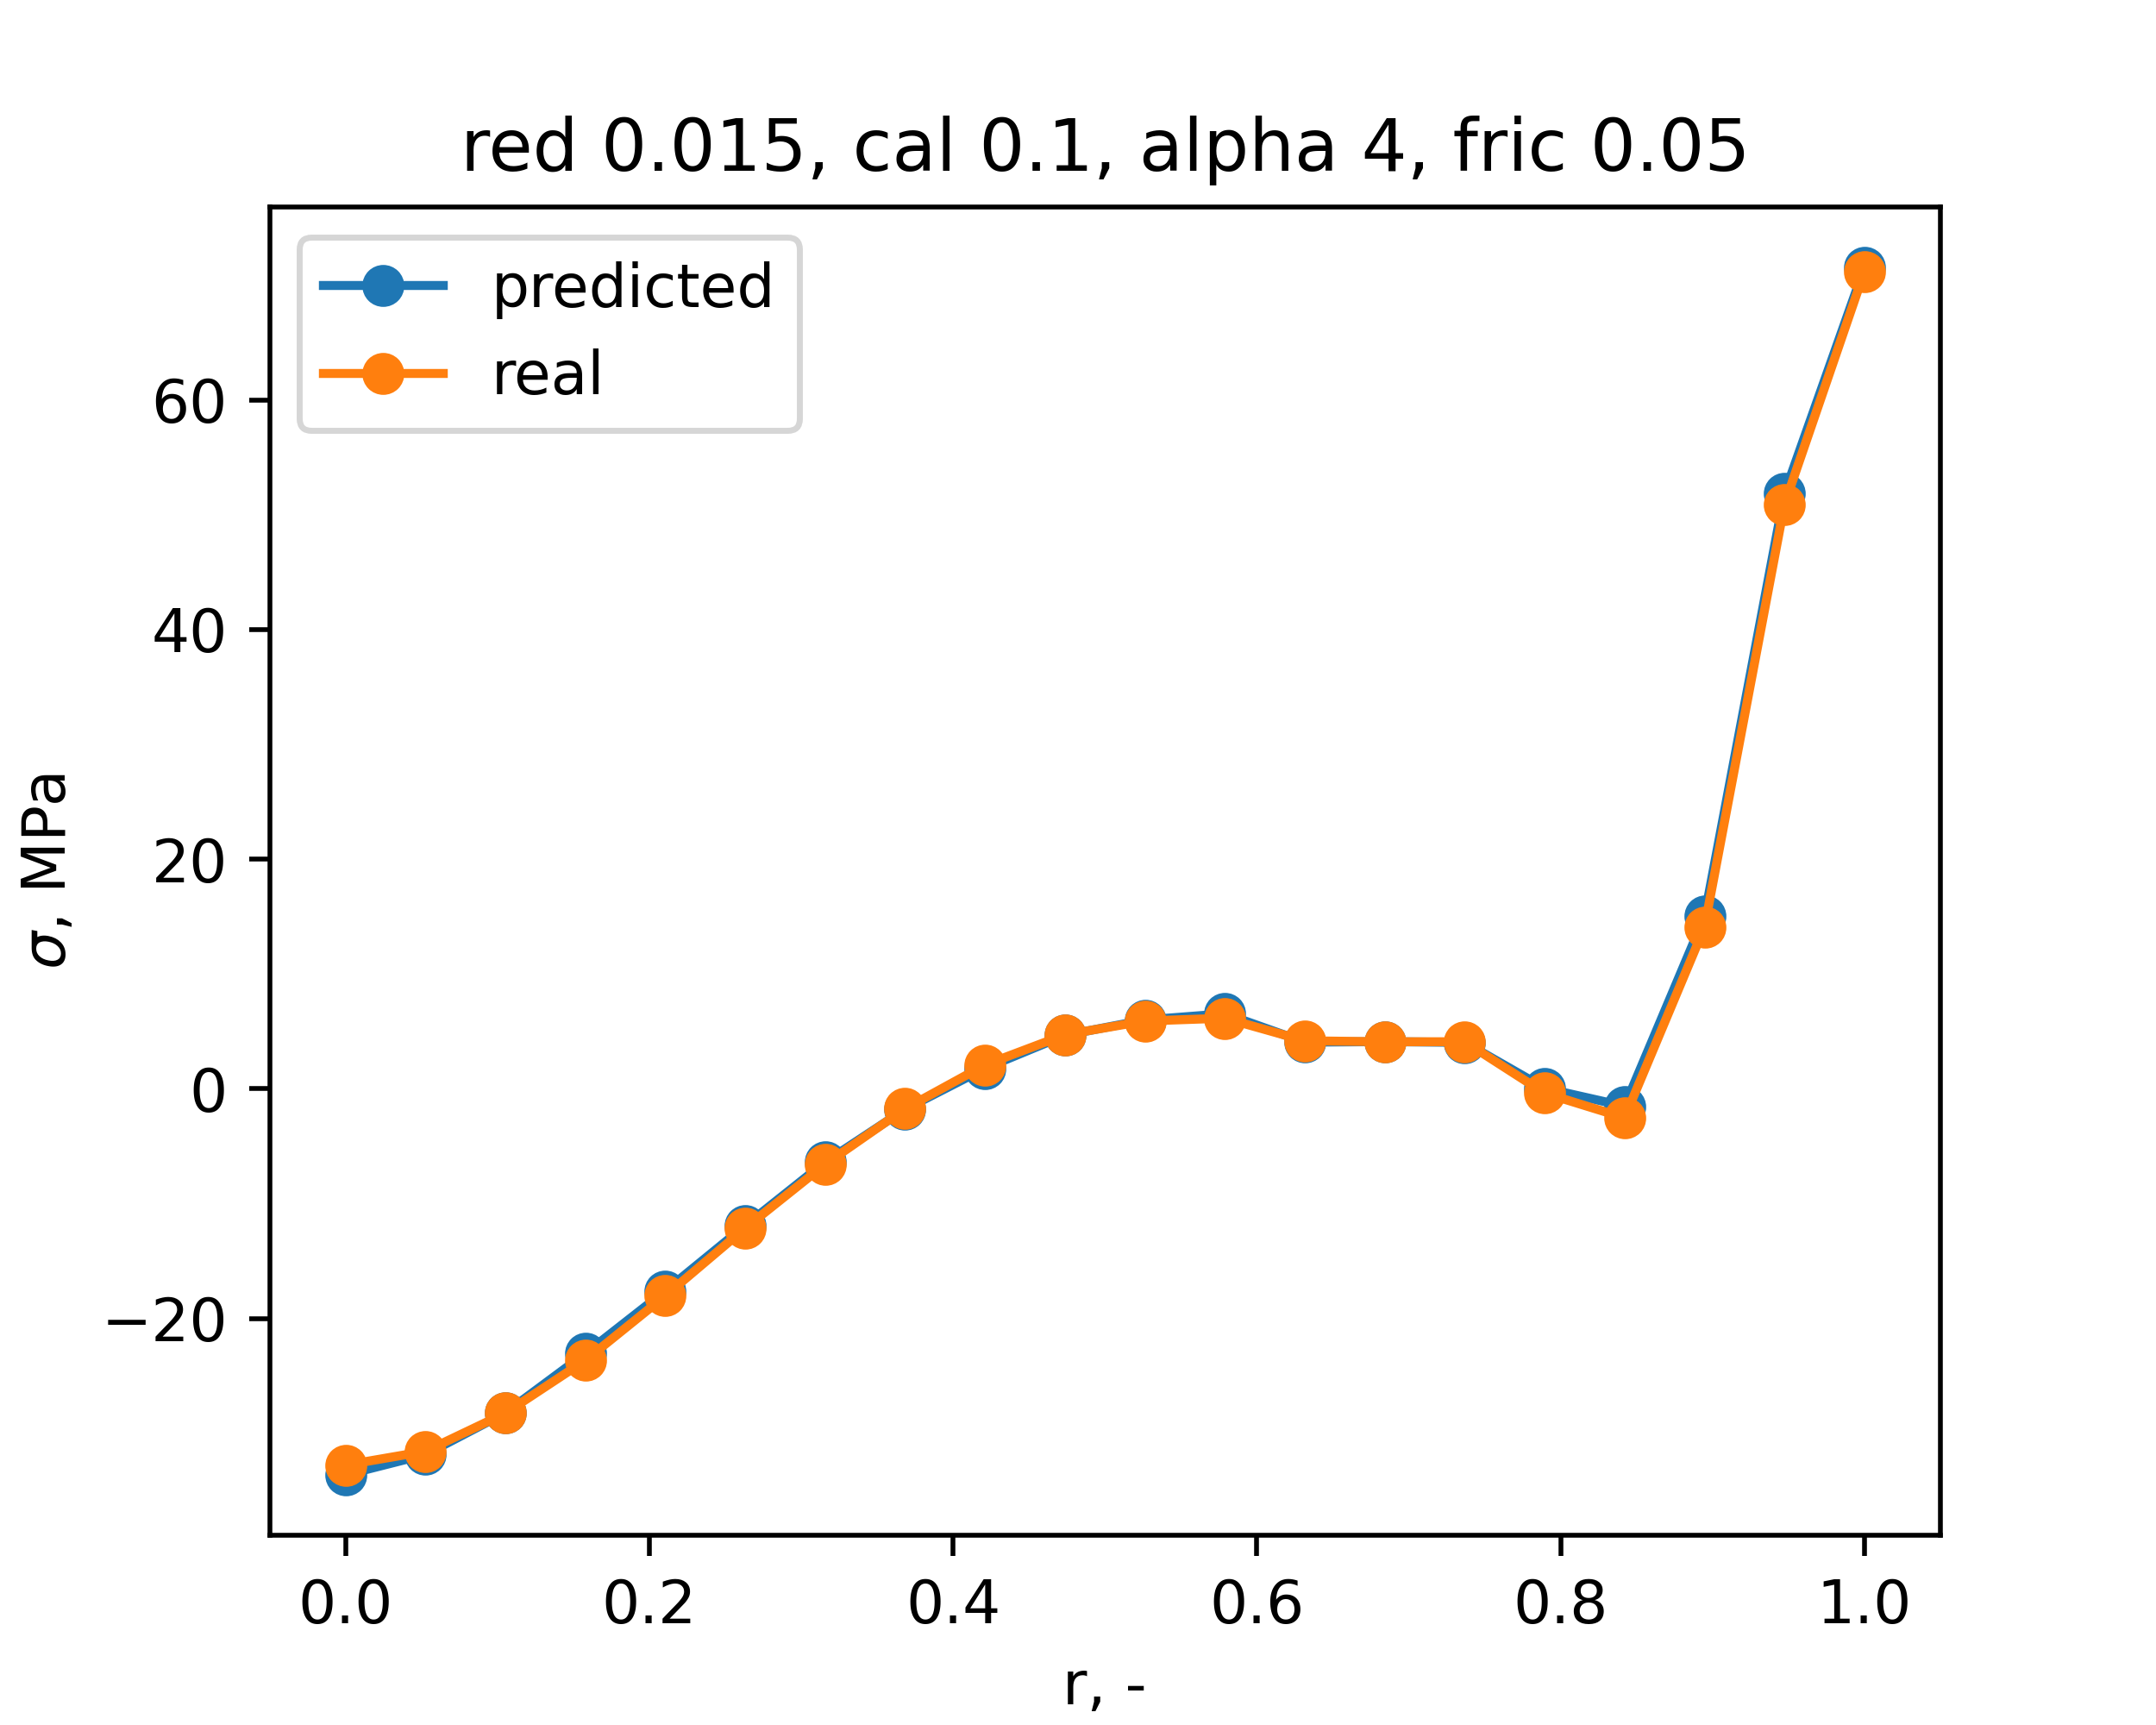 red 0.015, cal 0.1, alpha 4, fric 0.05
predicted
real
60
40
20
0
−20
σ, MPa
0.0 0.2 0.4 0.6 0.8 1.0
r, -